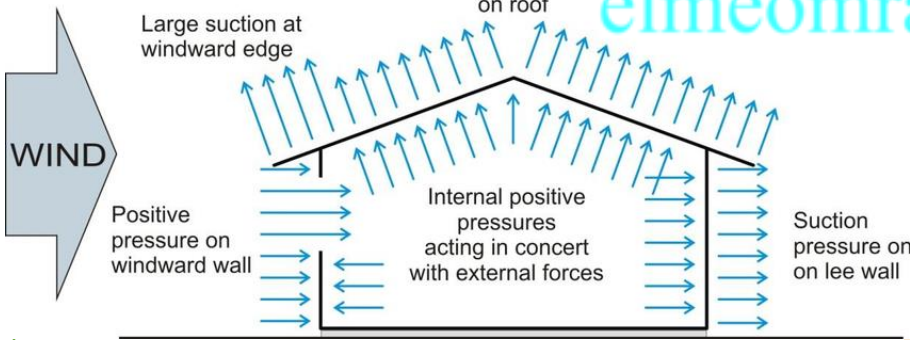 on roof
elmeomra
Large suction at
windward edge
WIND
Positive
pressure on
windward wall
Internal positive
pressures
acting in concert
with external forces
Suction
pressure on
on lee wall